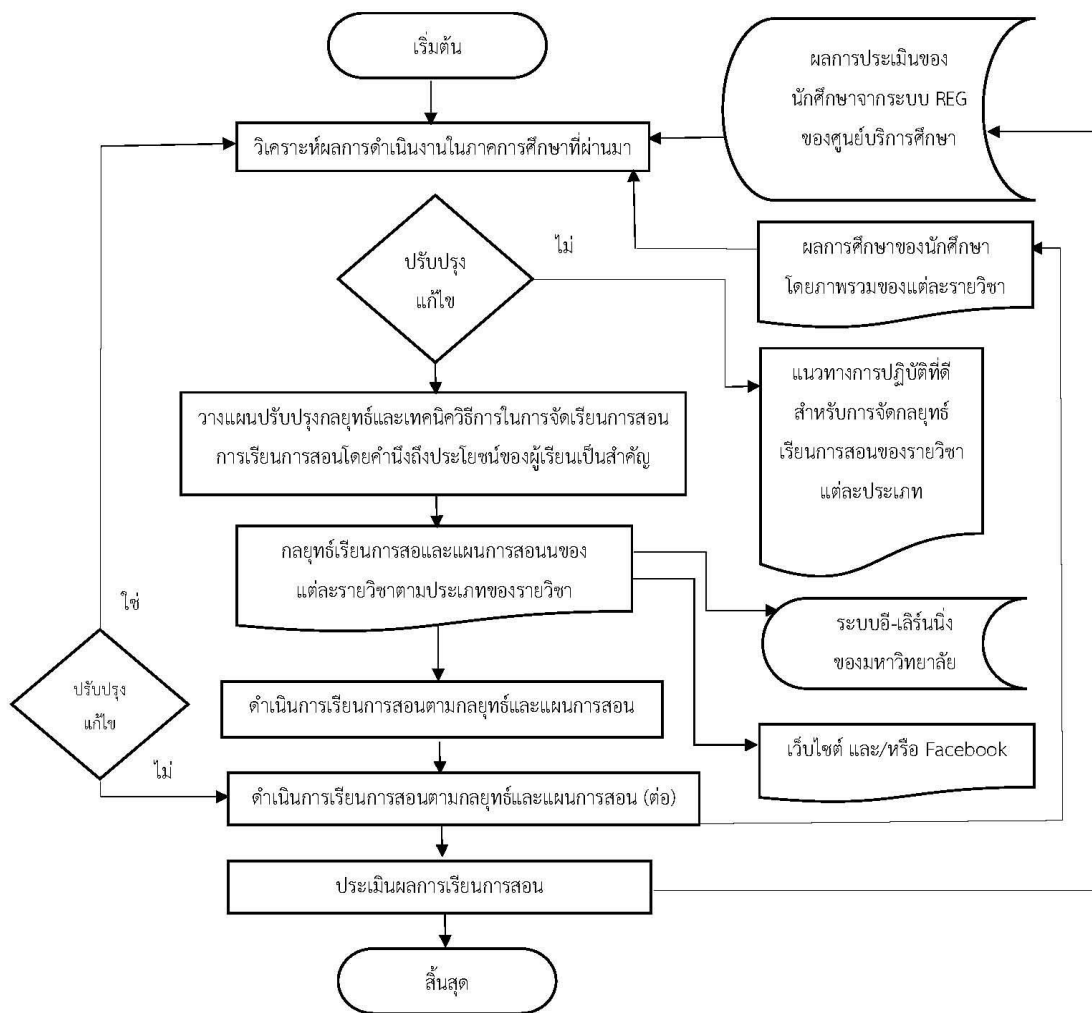 เริ่มต้น
ผลการประเมินของ
นักศึกษาจากระบบ REG
ของศูนย์บริการศึกษา
วิเคราะห์ผลการดำเนินงานในภาคการศึกษาที่ผ่านมา
ไม่
ปรับปรุง
แก้ไข
ผลการศึกษาของนักศึกษา
โดยภาพรวมของแต่ละรายวิชา
แนวทางการปฏิบัติที่ดี
สำหรับการจัดกลยุทธ์
เรียนการสอนของรายวิชา
แต่ละประเภท
วางแผนปรับปรุงกลยุทธ์และเทคนิควิธีการในการจัดเรียนการสอน
การเรียนการสอนโดยคำนึงถึงประโยชน์ของผู้เรียนเป็นสำคัญ
กลยุทธ์เรียนการสอและแผนการสอนนของ
แต่ละรายวิชาตามประเภทของรายวิชา
ใช่
ระบบอี-เลิร์นนิ่ง
ของมหาวิทยาลัย
ปรับปรุง
แก้ไข
ดำเนินการเรียนการสอนตามกลยุทธ์และแผนการสอน
เว็บไซต์ และ/หรือ Facebook
ไม่
ดำเนินการเรียนการสอนตามกลยุทธ์และแผนการสอน (ต่อ)
ประเมินผลการเรียนการสอน
สิ้นสุด